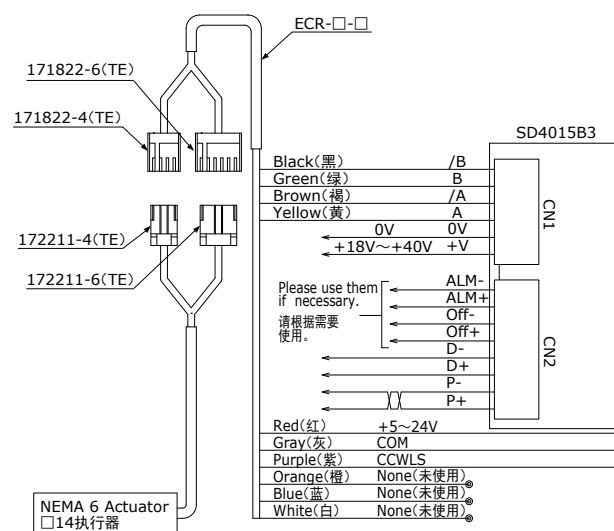 ECR-□-□
171822-6(TE)
171822-4(TE)
SD4015B3
Black(黑) /B
Green(绿) B
Brown(褐) /A
Yellow(黄) A
0V 0V
+18V～+40V +V
CN1
172211-4(TE)
172211-6(TE)
Please use them
if necessary.
请根据需要
使用。
ALM-
ALM+
Off-
Off+
D-
D+
P-
P+
CN2
Red(红) +5～24V
Gray(灰) COM
Purple(紫) CCWLS
Orange(橙) None(未使用)
Blue(蓝) None(未使用)
White(白) None(未使用)
NEMA 6 Actuator
□14执行器